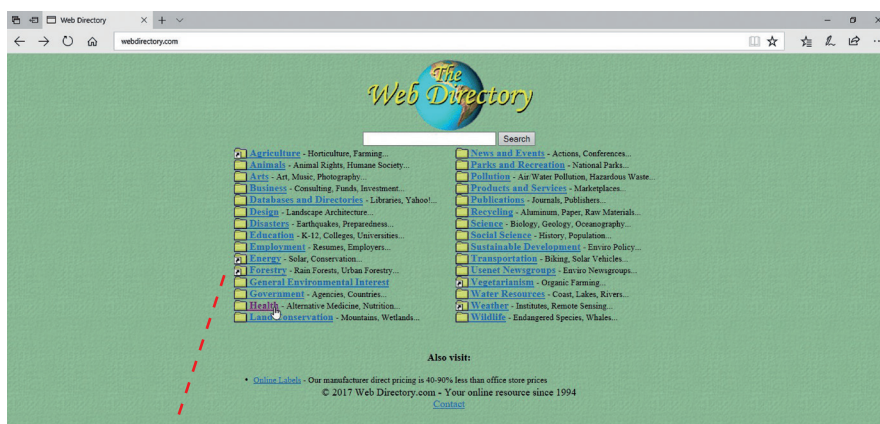 Web Directory
webdirectory.com
The
Web Directory
Search
Agriculture - Horticulture, Farming...
Animals - Animal Rights, Humane Society...
Arts - Art, Music, Photography...
Business - Consulting, Funds, Investment...
Databases and Directories - Libraries, Yahoo!...
Design - Landscape Architecture...
Disasters - Earthquakes, Preparedness...
Education - K-12, Colleges, Universities...
Employment - Resumes, Employers...
Energy - Solar, Conservation...
Forestry - Rain Forests, Urban Forestry...
General Environmental Interest
Government - Agencies, Countries...
Health - Alternative Medicine, Nutrition...
Land Conservation - Mountains, Wetlands...
News and Events - Actions, Conferences...
Parks and Recreation - National Parks...
Pollution - Air/Water Pollution, Hazardous Waste...
Products and Services - Marketplaces...
Publications - Journals, Publishers...
Recycling - Aluminum, Paper, Raw Materials...
Science - Biology, Geology, Oceanography...
Social Science - History, Population...
Sustainable Development - Enviro Policy...
Transportation - Biking, Solar Vehicles...
Usenet Newsgroups - Enviro Newsgroups...
Vegetarianism - Organic Farming...
Water Resources - Coast, Lakes, Rivers...
Weather - Institutes, Remote Sensing...
Wildlife - Endangered Species, Whales...
Also visit:
• Online Labels - Our manufacturer direct pricing is 40-90% less than office store prices
© 2017 Web Directory.com - Your online resource since 1994
Contact